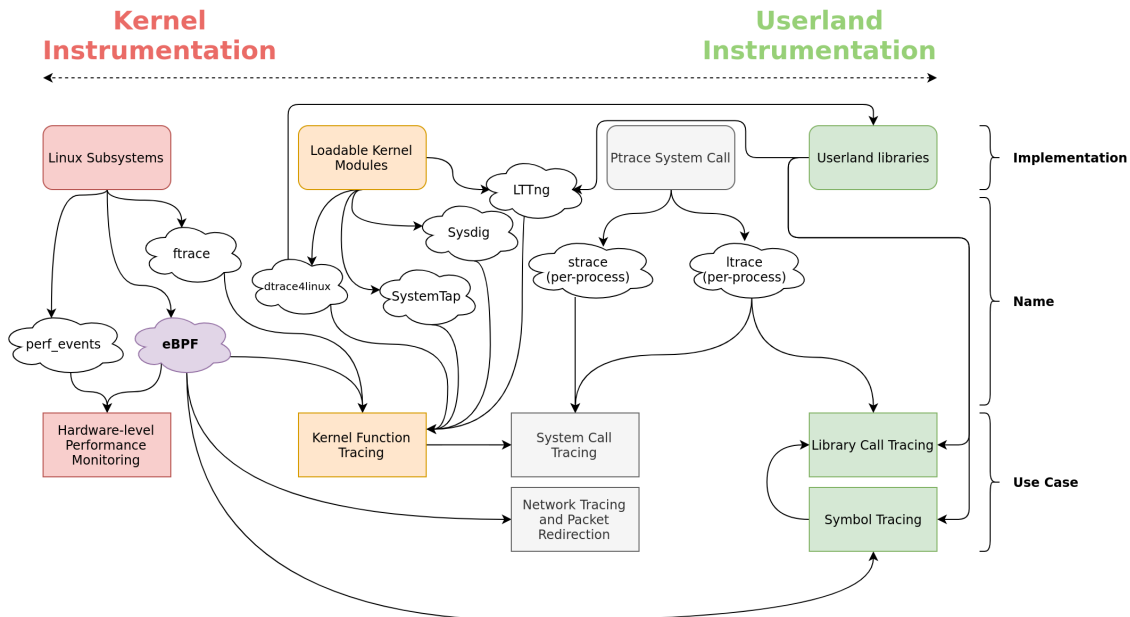 Kernel
Instrumentation
Userland
Instrumentation
Linux Subsystems
Loadable Kernel
Modules
Ptrace System Call
Userland libraries
Implementation
LTTng
Sysdig
ftrace
strace
(per-process)
ltrace
(per-process)
dtrace4linux
SystemTap
Name
perf_events
eBPF
Hardware-level
Performance
Monitoring
Kernel Function
Tracing
System Call
Tracing
Library Call Tracing
Use Case
Network Tracing
and Packet
Redirection
Symbol Tracing